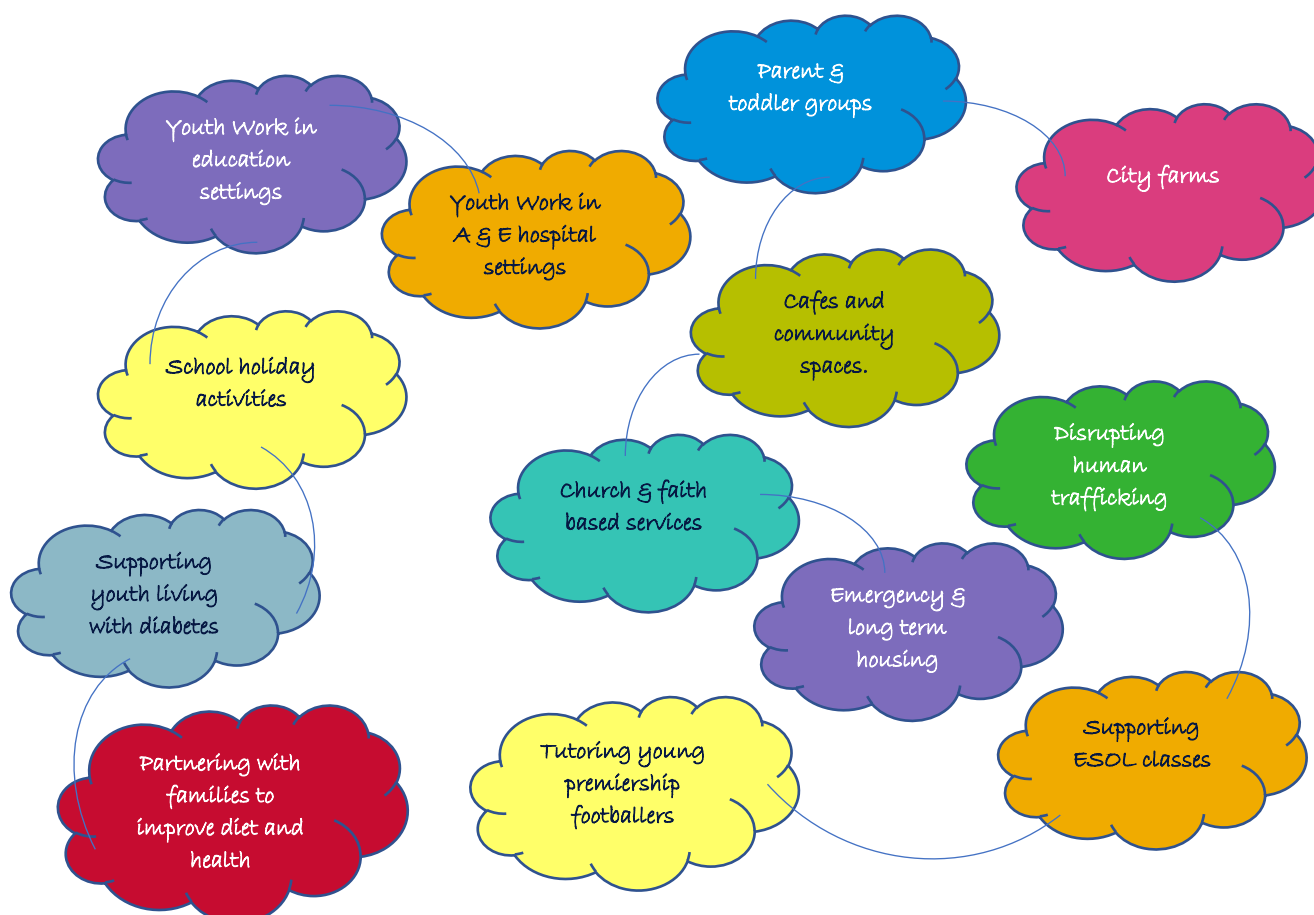 Parent &
toddler groups
Youth Work in
education
settings
City farms
Youth Work in
A & E hospital
settings
Cafes and
community
spaces.
School holiday
activities
Disrupting
human
trafficking
Church & faith
based services
Supporting
youth living
with diabetes
Emergency &
long term
housing
Supporting
ESOL classes
Tutoring young
premiership
footballers
Partnering with
families to
improve diet and
health